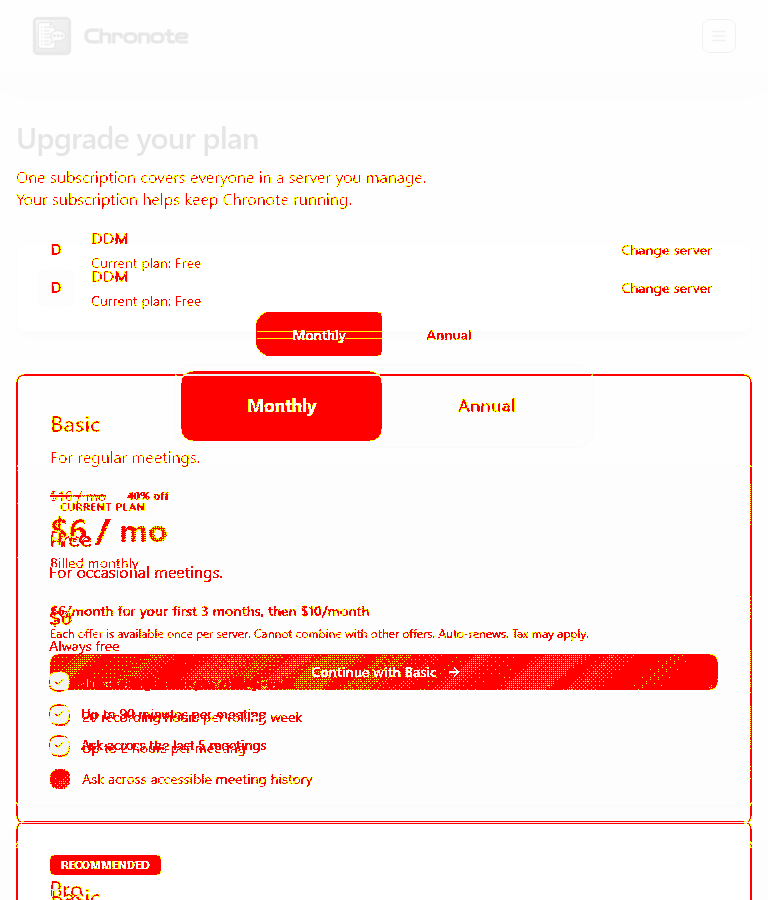 Chronote
Upgrade your plan
One subscription covers everyone in a server you manage.
Your subscription helps keep Chronote running.
D
DDM
Current plan: Free
Change server
D
DDM
Current plan: Free
Change server
Monthly
Annual
Monthly
Annual
Basic
For regular meetings.
$10 / mo
40% off
CURRENT PLAN
$6 / mo
Free
Billed monthly
For occasional meetings.
$6/month for your first 3 months, then $10/month
$0
Each offer is available once per server. Cannot combine with other offers. Auto-renews. Tax may apply.
Always free
Continue with Basic →
Up to 90 minutes per meeting
20 recording hours per rolling week
Ask across the last 5 meetings
Up to 2 hours per meeting
Ask across accessible meeting history
RECOMMENDED
Pro
Basic